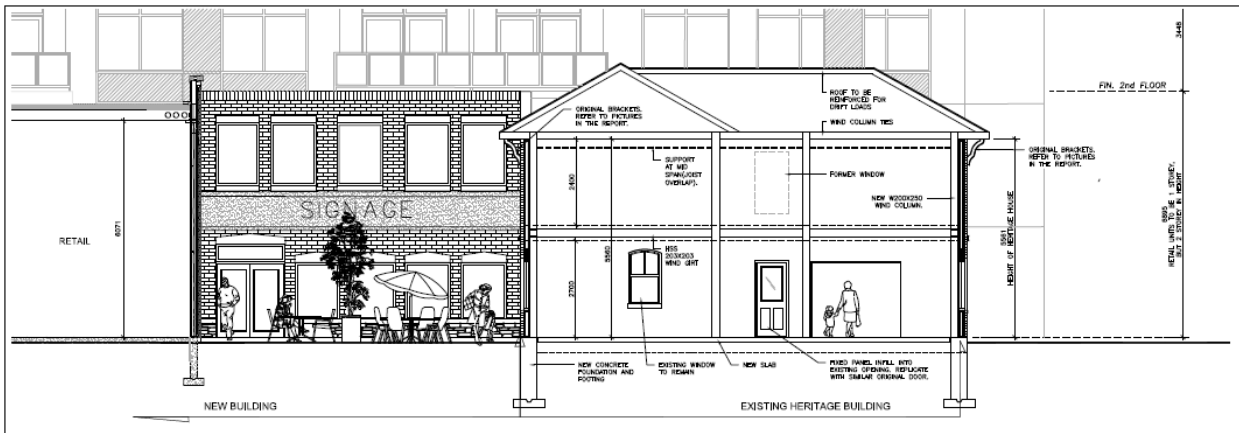 3448
FIN. 2nd FLOOR
ROOF TO BE
REINFORCED FOR
DRIFT LOADS
WIND COLUMN TIES
ORIGINAL BRACKETS,
REFER TO PICTURES
IN THE REPORT.
ORIGINAL BRACKETS,
REFER TO PICTURES
IN THE REPORT.
SUPPORT
AT MID
SPAN(JOIST
OVERLAP).
FORMER WINDOW
2400
NEW W200X250
WIND COLUMN.
SIGNAGE
RETAIL
6071
5560
HSS
203X203
WIND GIRT
2700
5561
HEIGHT OF HERITAGE HOUSE
RETAIL UNITS TO BE 1 STOREY,
BUT 2 STOREY IN HEIGHT
NEW CONCRETE
FOUNDATION AND
FOOTING
EXISTING WINDOW
TO REMAIN
NEW SLAB
FIXED PANEL INFILL INTO
EXISTING OPENING. REPLICATE
WITH SIMILAR ORIGINAL DOOR.
NEW BUILDING
EXISTING HERITAGE BUILDING